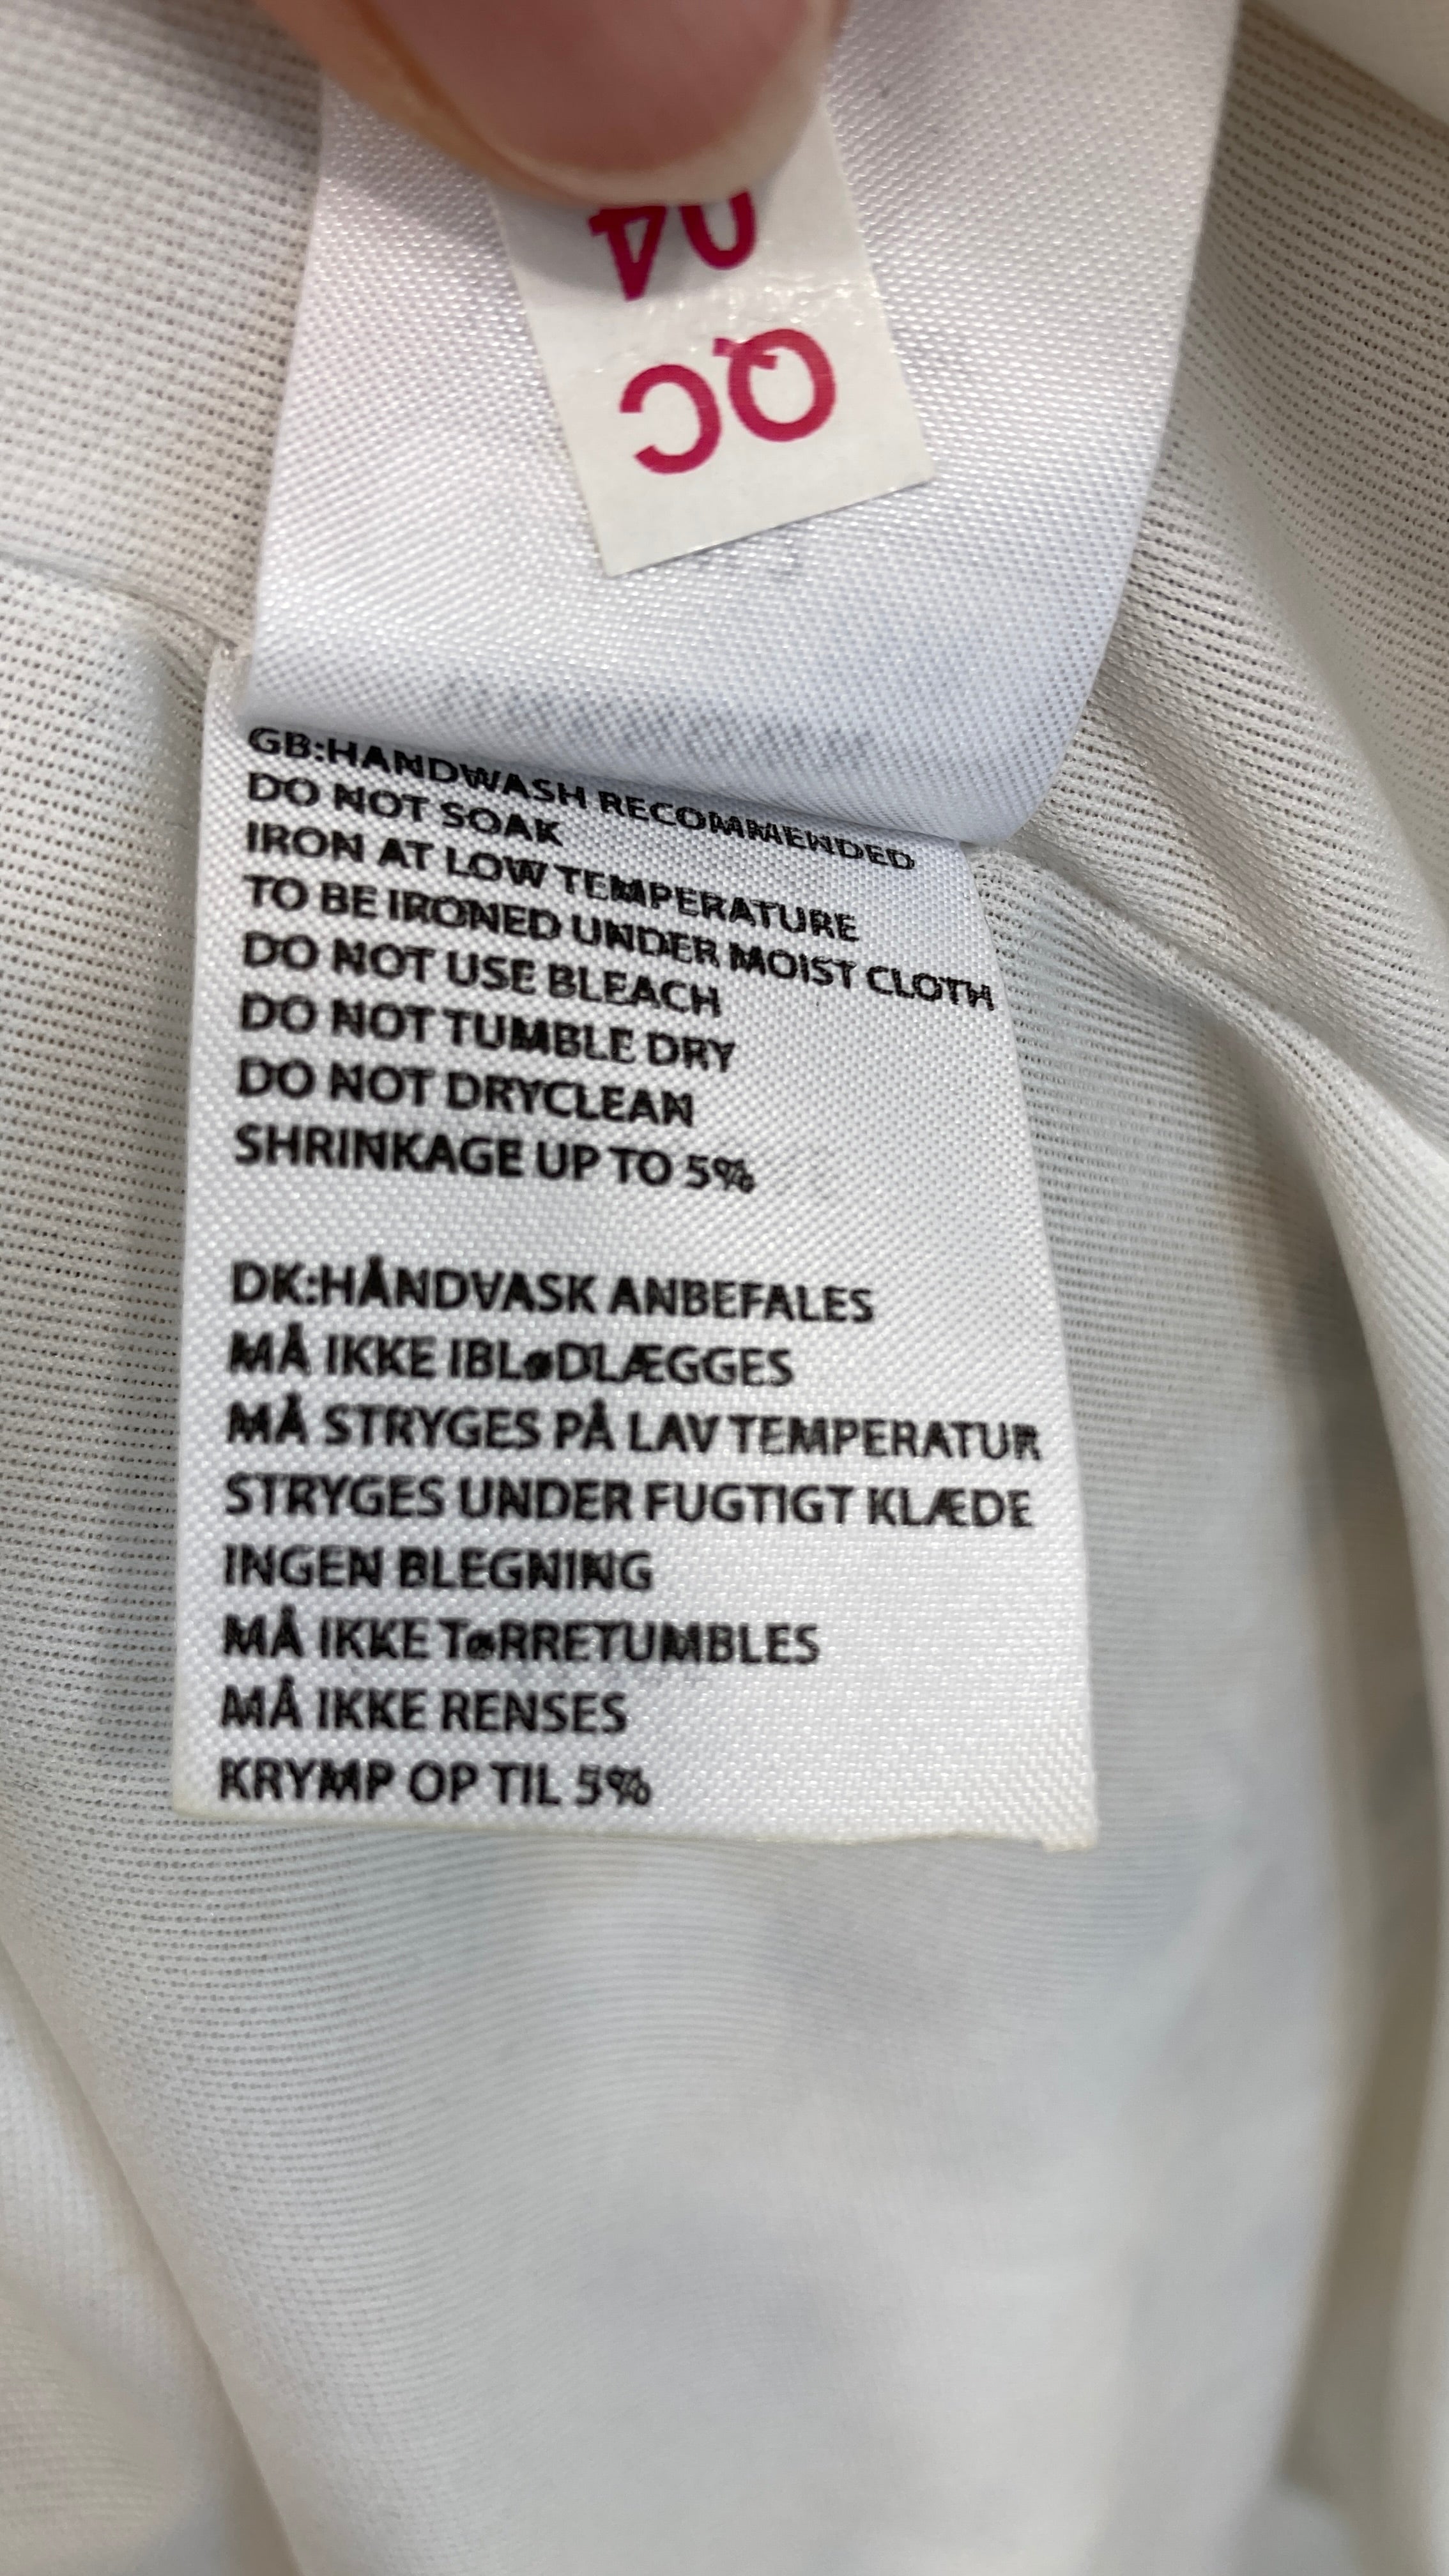 QC
04
GB:HANDWASH RECOMMENDED
DO NOT SOAK
IRON AT LOW TEMPERATURE
TO BE IRONED UNDER MOIST CLOTH
DO NOT USE BLEACH
DO NOT TUMBLE DRY
DO NOT DRYCLEAN
SHRINKAGE UP TO 5%
DK:HÅNDVASK ANBEFALES
MÅ IKKE IBLøDLÆGGES
MÅ STRYGES PÅ LAV TEMPERATUR
STRYGES UNDER FUGTIGT KLÆDE
INGEN BLEGNING
MÅ IKKE TøRRETUMBLES
MÅ IKKE RENSES
KRYMP OP TIL 5%